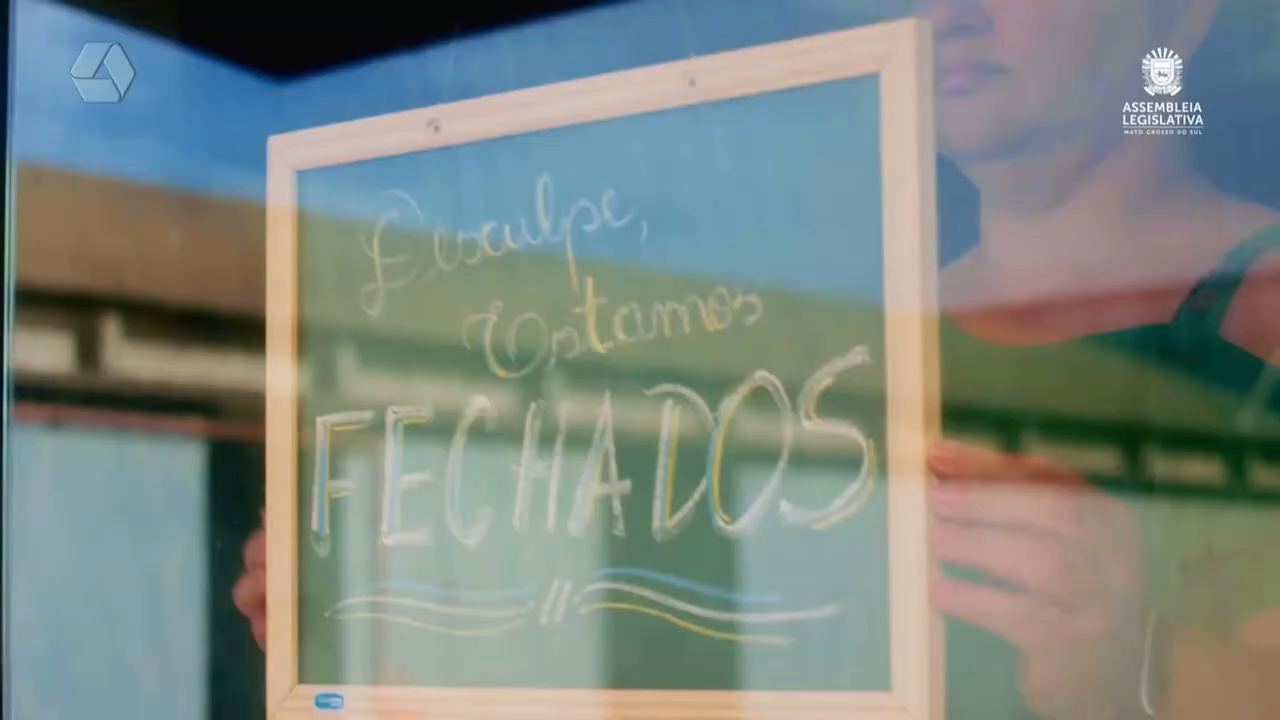 ASSEMBLEIA
LEGISLATIVA
MATO GROSSO DO SUL
Desculpe,
Estamos
FECHADOS